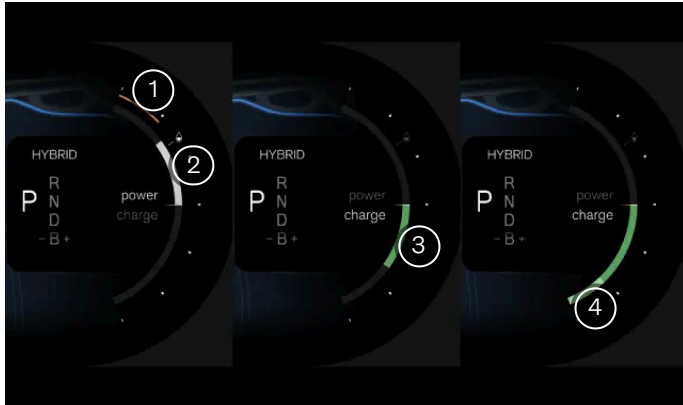 1
2
HYBRID
P
R
N
D
- B +
power
charge
HYBRID
P
R
N
D
- B +
power
charge
3
HYBRID
P
R
N
D
- B +
power
charge
4